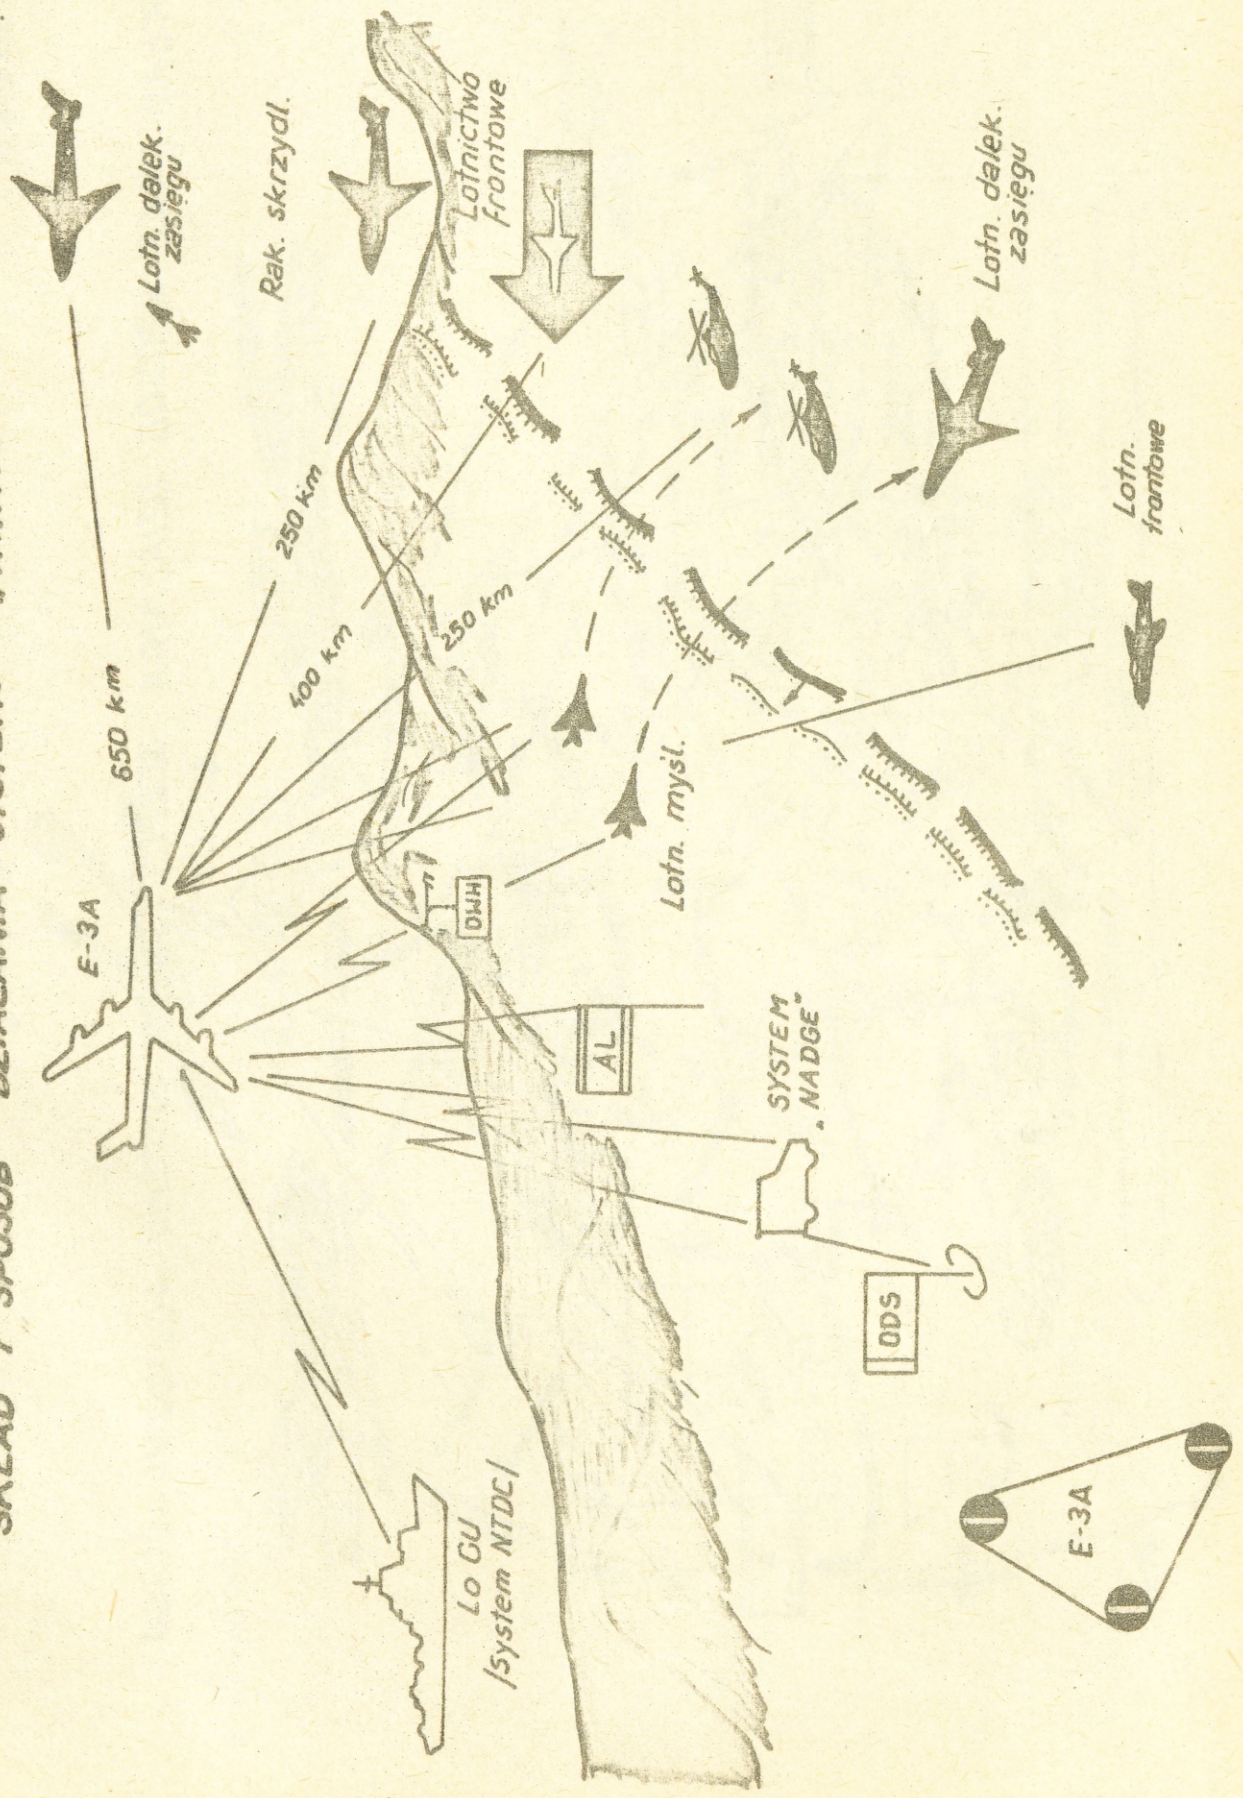 SKŁAD I SPOSÓB DZIAŁANIA
E-3A
650 km
Lotn. dalek.
zasięgu
Rak. skrzydl.
250 km
400 km
250 km
Lotnictwo
frontowe
Lo GU
/System NTDC/
DWH
AL
Lotn. myśl.
SYSTEM
„NADGE”
ODS
Lotn. dalek.
zasięgu
Lotn.
frontowe
E-3A